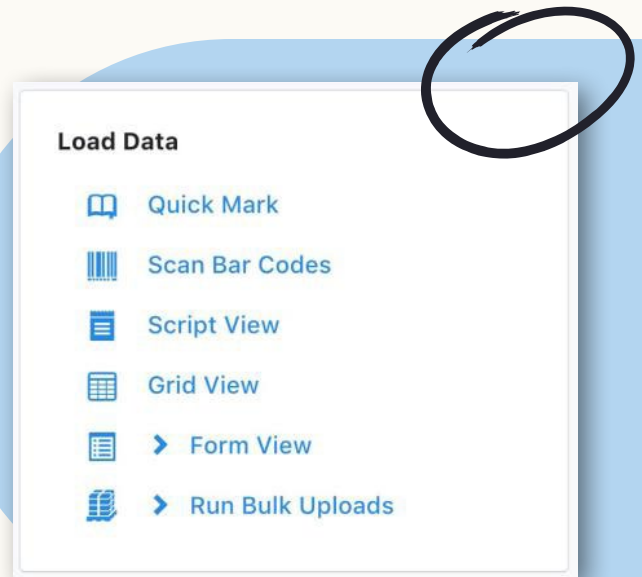 Load Data
Quick Mark
Scan Bar Codes
Script View
Grid View
Form View
Run Bulk Uploads